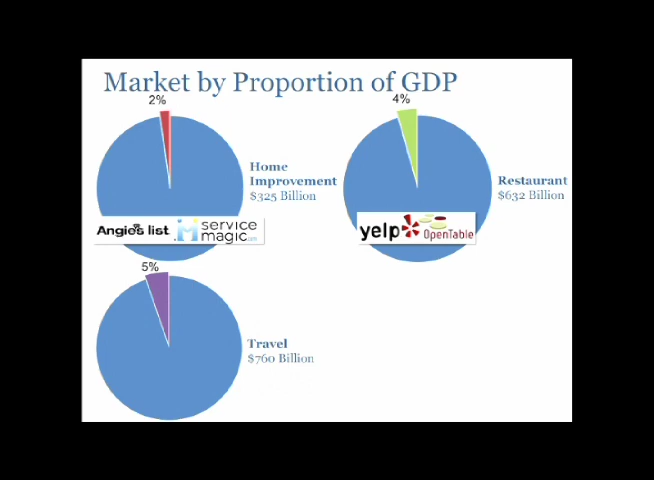 Market by Proportion of GDP
2%
Home
Improvement
$325 Billion
Angie's list
service
magic.com
4%
Restaurant
$632 Billion
yelp
OpenTable
5%
Travel
$760 Billion